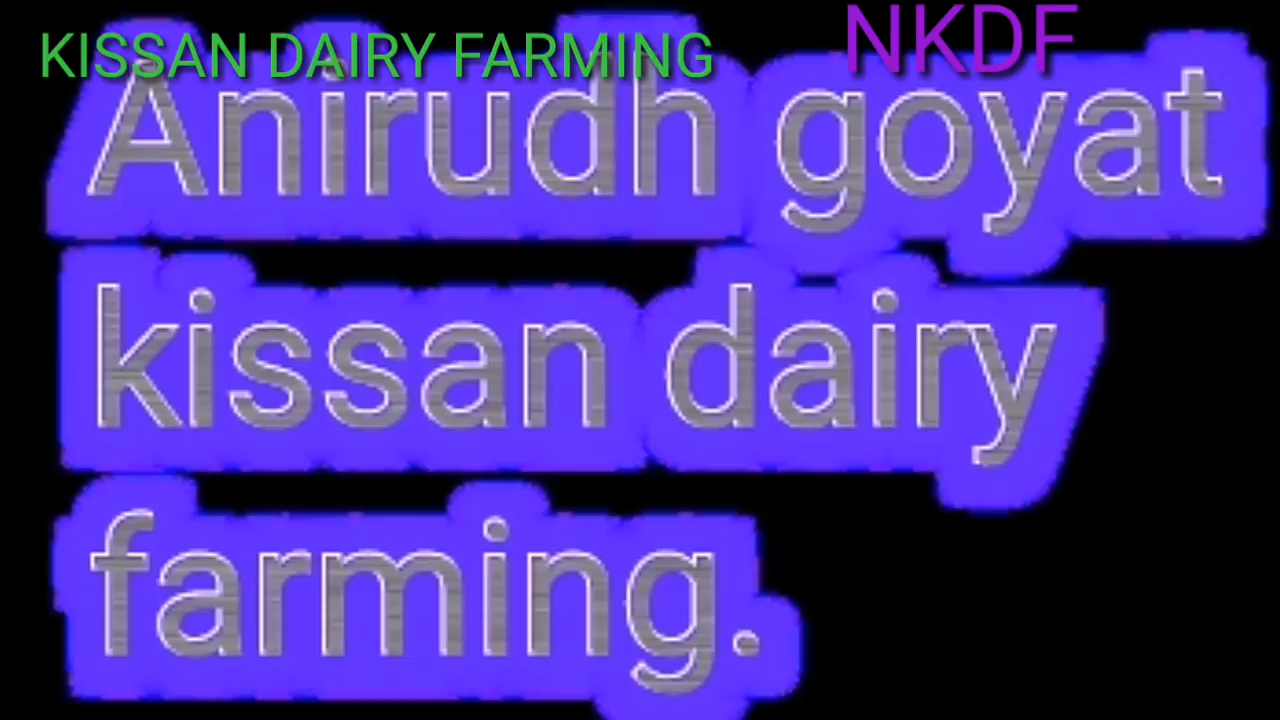 KISSAN DAIRY FARMING
NKDF
Anirudh goyat
kissan dairy
farming.